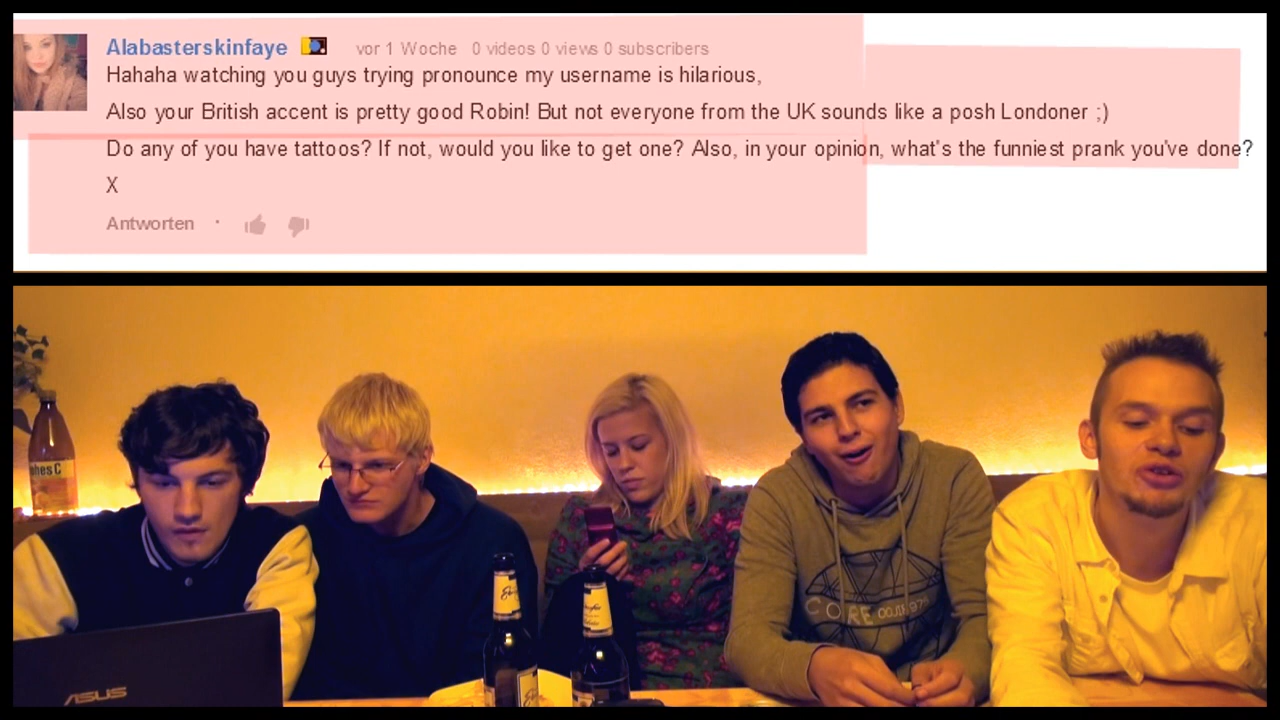 Alabasterskinfaye vor 1 Woche 0 videos 0 views 0 subscribers
Hahaha watching you guys trying pronounce my username is hilarious,
Also your British accent is pretty good Robin! But not everyone from the UK sounds like a posh Londoner ;)
Do any of you have tattoos? If not, would you like to get one? Also, in your opinion, what's the funniest prank you've done?
X
Antworten ·
ohes C
CORE
ASUS